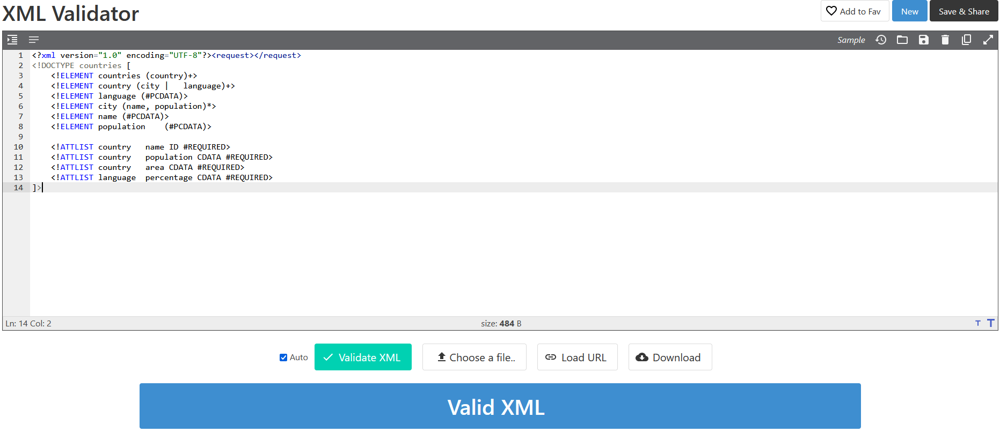 XML Validator
Add to Fav
New
Save & Share
Sample
1 <?xml version="1.0" encoding="UTF-8"?><request></request>
2 <!DOCTYPE countries [
3     <!ELEMENT countries (country)+>
4     <!ELEMENT country (city |   language)+>
5     <!ELEMENT language (#PCDATA)>
6     <!ELEMENT city (name, population)*>
7     <!ELEMENT name (#PCDATA)>
8     <!ELEMENT population    (#PCDATA)>
9
10     <!ATTLIST country   name ID #REQUIRED>
11     <!ATTLIST country   population CDATA #REQUIRED>
12     <!ATTLIST country   area CDATA #REQUIRED>
13     <!ATTLIST language  percentage CDATA #REQUIRED>
14 ]>
Ln: 14 Col: 2
size: 484 B
T T
Auto
Validate XML
Choose a file..
Load URL
Download
Valid XML